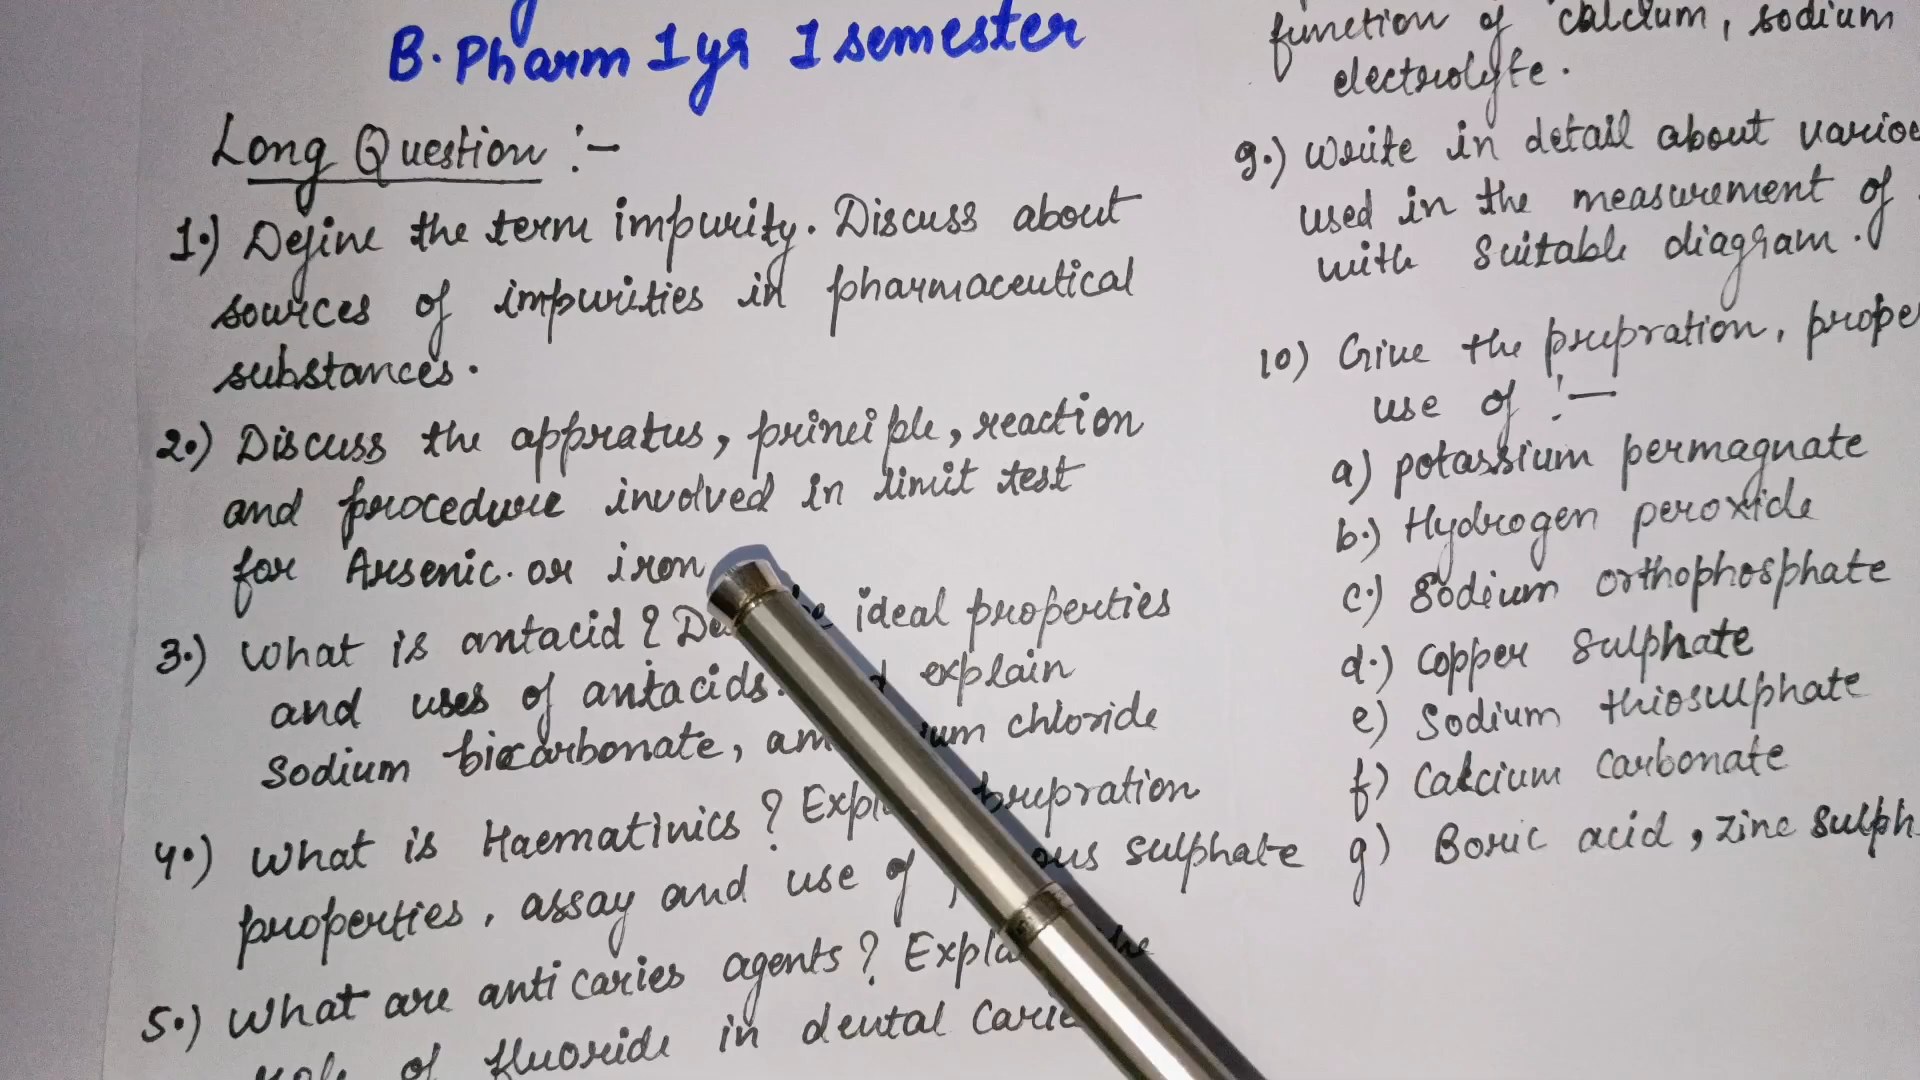 B. Pharm 1 yr 1 semester
Long Question :-
1.) Define the term impurity. Discuss about
sources of impurities in pharmaceutical
substances.
2.) Discuss the appratus, principle, reaction
and procedure involved in limit test
for Arsenic. or iron
3.) What is antacid? ideal properties
and uses of antacids. explain
Sodium bicarbonate, chloride
4.) What is Haematinics? prepration
properties, assay and use of sulphate
5.) What are anti caries agents?
role of fluoride in dental
function of calcium, sodium
electrolyte.
9.) Write in detail about
used in the measurement of
with suitable diagram.
10) Give the prepration,
use of :-
a) potassium permagnate
b.) Hydrogen peroxide
c.) Sodium orthophosphate
d.) Copper Sulphate
e) Sodium thiosulphate
f) Calcium Carbonate
g) Boric acid, zinc Sulph